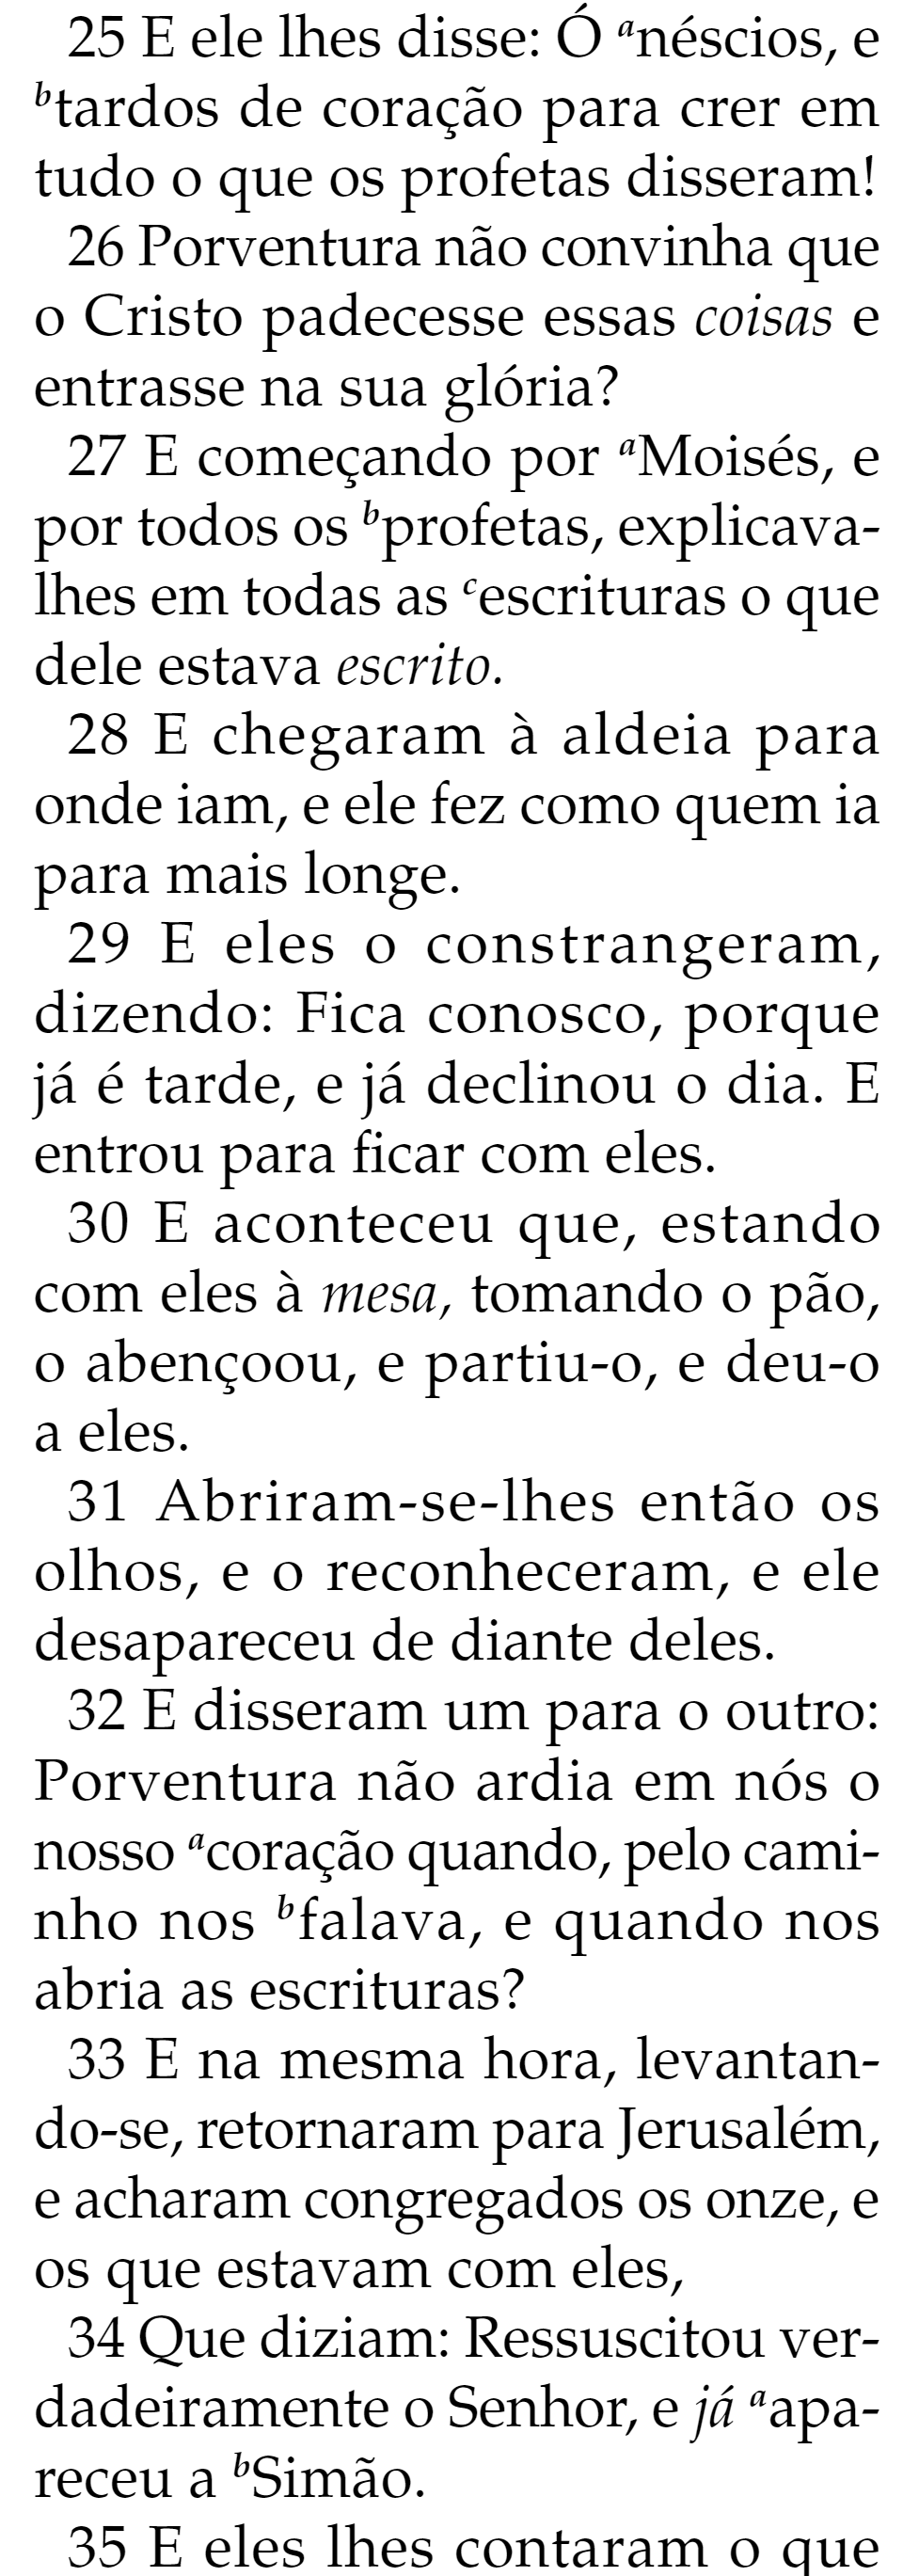 25 E ele lhes disse: Ó ᵃnéscios, e
ᵇtardos de coração para crer em
tudo o que os profetas disseram!
26 Porventura não convinha que
o Cristo padecesse essas coisas e
entrasse na sua glória?
27 E começando por ᵃMoisés, e
por todos os ᵇprofetas, explicava-
lhes em todas as ᶜescrituras o que
dele estava escrito.
28 E chegaram à aldeia para
onde iam, e ele fez como quem ia
para mais longe.
29 E eles o constrangeram,
dizendo: Fica conosco, porque
já é tarde, e já declinou o dia. E
entrou para ficar com eles.
30 E aconteceu que, estando
com eles à mesa, tomando o pão,
o abençoou, e partiu-o, e deu-o
a eles.
31 Abriram-se-lhes então os
olhos, e o reconheceram, e ele
desapareceu de diante deles.
32 E disseram um para o outro:
Porventura não ardia em nós o
nosso ᵃcoração quando, pelo cami-
nho nos ᵇfalava, e quando nos
abria as escrituras?
33 E na mesma hora, levantan-
do-se, retornaram para Jerusalém,
e acharam congregados os onze, e
os que estavam com eles,
34 Que diziam: Ressuscitou ver-
dadeiramente o Senhor, e já ᵃapa-
receu a ᵇSimão.
35 E eles lhes contaram o que